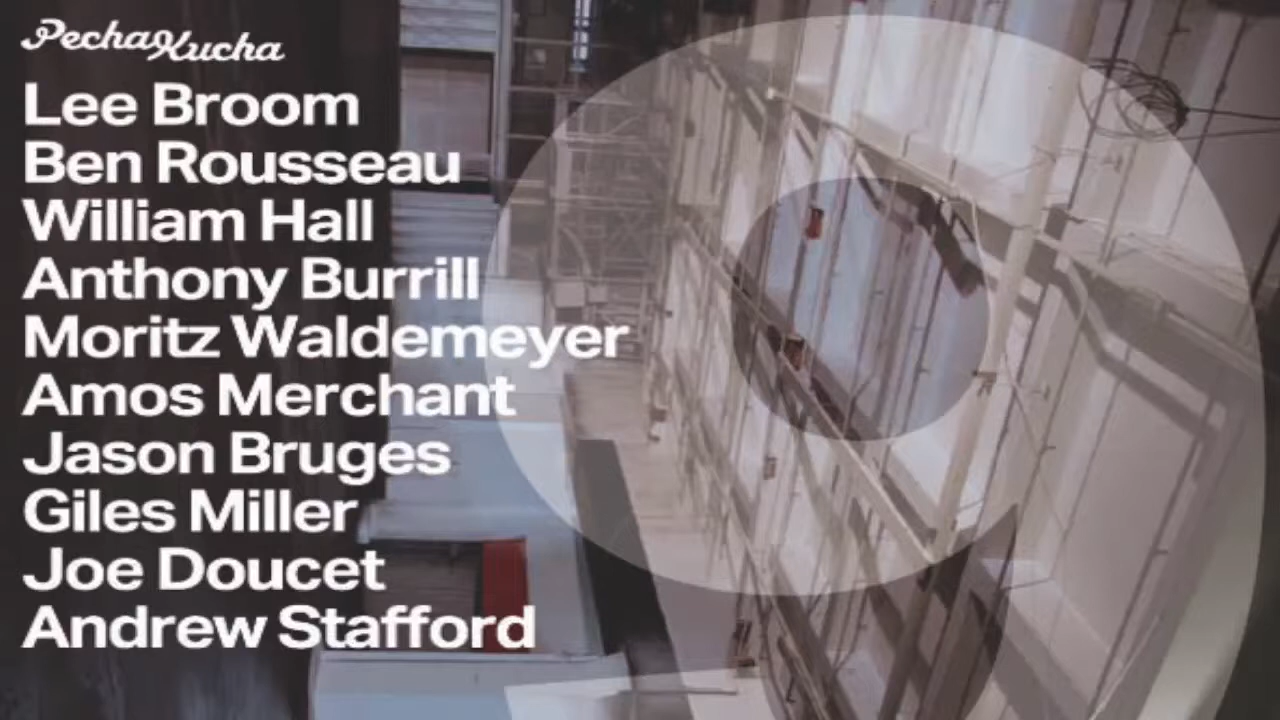 PechaKucha
Lee Broom
Ben Rousseau
William Hall
Anthony Burrill
Moritz Waldemeyer
Amos Merchant
Jason Bruges
Giles Miller
Joe Doucet
Andrew Stafford
9